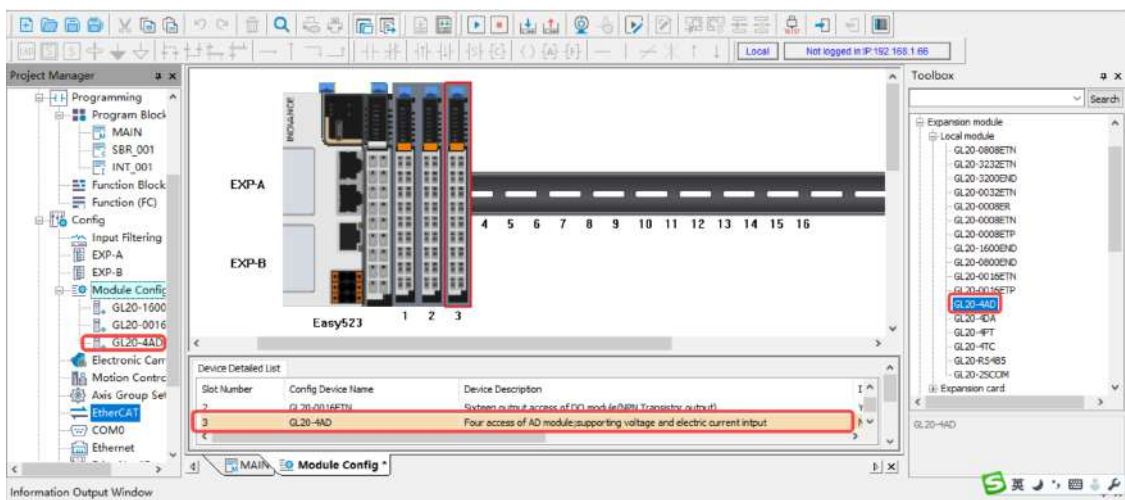 Local
Not logged in:IP:192.168.1.66
Project Manager
Programming
Program Block
MAIN
SBR_001
INT_001
Function Block
Function (FC)
Config
Input Filtering
EXP-A
EXP-B
Module Config
GL20-1600
GL20-0016
GL20-4AD
Electronic Cam
Motion Contro
Axis Group Set
EtherCAT
COM0
Ethernet
INOVANCE
EXP-A
EXP-B
Easy523
1 2 3
4 5 6 7 8 9 10 11 12 13 14 15 16
Device Detailed List
Slot Number Config Device Name Device Description
2 GL20-0016ETN Sixteen output access of DO module(NPN Transistor output)
3 GL20-4AD Four access of AD module;supporting voltage and electric current intput
MAIN
Module Config *
Toolbox
Search
Expansion module
Local module
GL20-0808ETN
GL20-3232ETN
GL20-3200END
GL20-0032ETN
GL20-0008ER
GL20-0008ETN
GL20-0008ETP
GL20-1600END
GL20-0800END
GL20-0016ETN
GL20-0016ETP
GL20-4AD
GL20-4DA
GL20-4PT
GL20-4TC
GL20-RS485
GL20-2SCOM
Expansion card
GL20-4AD
Information Output Window
英